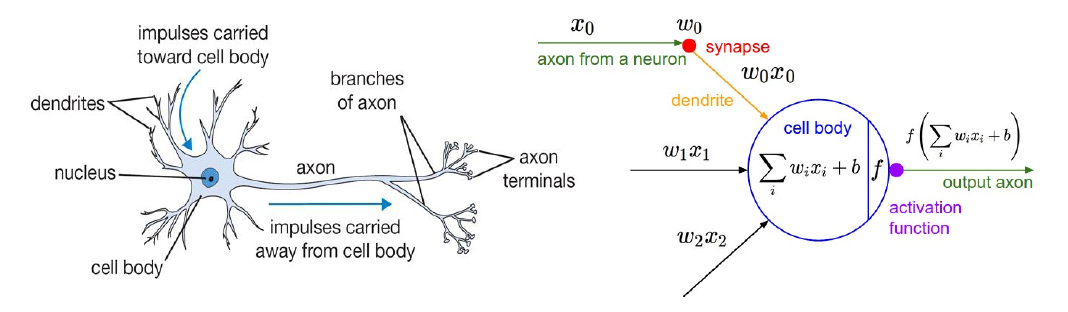 impulses carried
toward cell body
dendrites
nucleus
cell body
axon
impulses carried
away from cell body
branches
of axon
axon
terminals
x₀
w₀
synapse
axon from a neuron
w₀x₀
dendrite
cell body
w₁x₁
∑ᵢ wᵢxᵢ + b
f
f(∑ᵢ wᵢxᵢ + b)
output axon
activation
function
w₂x₂